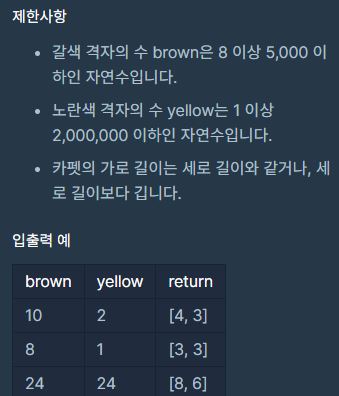 제한사항
갈색 격자의 수 brown은 8 이상 5,000 이
하인 자연수입니다.
노란색 격자의 수 yellow는 1 이상
2,000,000 이하인 자연수입니다.
카펫의 가로 길이는 세로 길이와 같거나, 세
로 길이보다 깁니다.
입출력 예
brown yellow return
10 2 [4, 3]
8 1 [3, 3]
24 24 [8, 6]